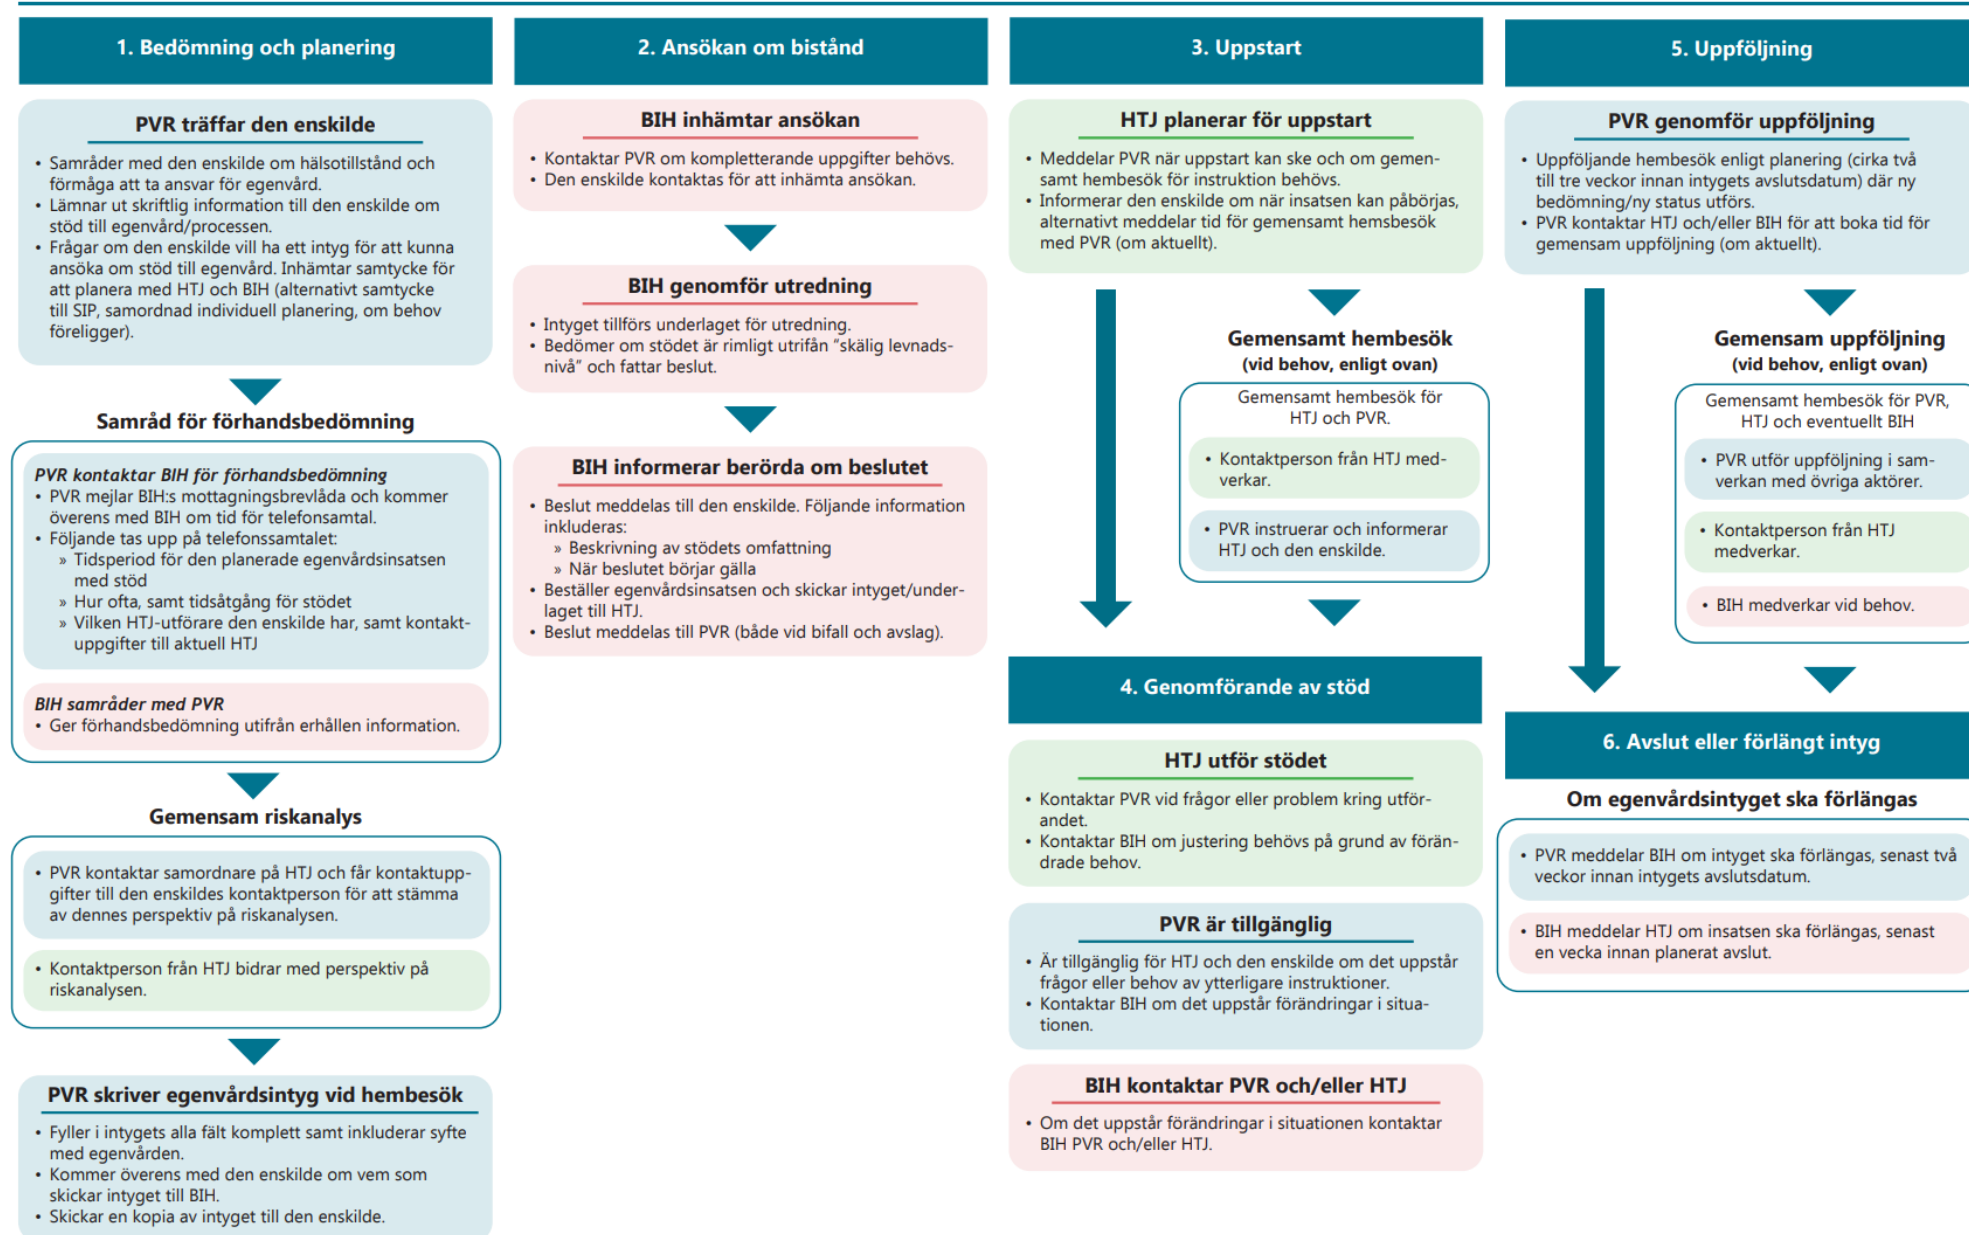 1. Bedömning och planering
PVR träffar den enskilde
• Samråder med den enskilde om hälsotillstånd och
förmåga att ta ansvar för egenvård.
• Lämnar ut skriftlig information till den enskilde om
stöd till egenvård/processen.
• Frågar om den enskilde vill ha ett intyg för att kunna
ansöka om stöd till egenvård. Inhämtar samtycke för
att planera med HTJ och BIH (alternativt samtycke
till SIP, samordnad individuell planering, om behov
föreligger).
Samråd för förhandsbedömning
PVR kontaktar BIH för förhandsbedömning
• PVR mejlar BIH:s mottagningsbrevlåda och kommer
överens med BIH om tid för telefonsamtal.
• Följande tas upp på telefonssamtalet:
» Tidsperiod för den planerade egenvårdsinsatsen
med stöd
» Hur ofta, samt tidsåtgång för stödet
» Vilken HTJ-utförare den enskilde har, samt kontakt-
uppgifter till aktuell HTJ
BIH samråder med PVR
• Ger förhandsbedömning utifrån erhållen information.
Gemensam riskanalys
• PVR kontaktar samordnare på HTJ och får kontaktupp-
gifter till den enskildes kontaktperson för att stämma
av dennes perspektiv på riskanalysen.
• Kontaktperson från HTJ bidrar med perspektiv på
riskanalysen.
PVR skriver egenvårdsintyg vid hembesök
• Fyller i intygets alla fält komplett samt inkluderar syfte
med egenvården.
• Kommer överens med den enskilde om vem som
skickar intyget till BIH.
• Skickar en kopia av intyget till den enskilde.
2. Ansökan om bistånd
BIH inhämtar ansökan
• Kontaktar PVR om kompletterande uppgifter behövs.
• Den enskilde kontaktas för att inhämta ansökan.
BIH genomför utredning
• Intyget tillförs underlaget för utredning.
• Bedömer om stödet är rimligt utrifån "skälig levnads-
nivå" och fattar beslut.
BIH informerar berörda om beslutet
• Beslut meddelas till den enskilde. Följande information
inkluderas:
» Beskrivning av stödets omfattning
» När beslutet börjar gälla
• Beställer egenvårdsinsatsen och skickar intyget/under-
laget till HTJ.
• Beslut meddelas till PVR (både vid bifall och avslag).
3. Uppstart
HTJ planerar för uppstart
• Meddelar PVR när uppstart kan ske och om gemen-
samt hembesök för instruktion behövs.
• Informerar den enskilde om när insatsen kan påbörjas,
alternativt meddelar tid för gemensamt hemsbesök
med PVR (om aktuellt).
Gemensamt hembesök
(vid behov, enligt ovan)
Gemensamt hembesök för
HTJ och PVR.
• Kontaktperson från HTJ med-
verkar.
• PVR instruerar och informerar
HTJ och den enskilde.
4. Genomförande av stöd
HTJ utför stödet
• Kontaktar PVR vid frågor eller problem kring utför-
andet.
• Kontaktar BIH om justering behövs på grund av förän-
drade behov.
PVR är tillgänglig
• Är tillgänglig för HTJ och den enskilde om det uppstår
frågor eller behov av ytterligare instruktioner.
• Kontaktar BIH om det uppstår förändringar i situa-
tionen.
BIH kontaktar PVR och/eller HTJ
• Om det uppstår förändringar i situationen kontaktar
BIH PVR och/eller HTJ.
5. Uppföljning
PVR genomför uppföljning
• Uppföljande hembesök enligt planering (cirka två
till tre veckor innan intygets avslutsdatum) där ny
bedömning/ny status utförs.
• PVR kontaktar HTJ och/eller BIH för att boka tid för
gemensam uppföljning (om aktuellt).
Gemensam uppföljning
(vid behov, enligt ovan)
Gemensamt hembesök för PVR,
HTJ och eventuellt BIH
• PVR utför uppföljning i sam-
verkan med övriga aktörer.
• Kontaktperson från HTJ
medverkar.
• BIH medverkar vid behov.
6. Avslut eller förlängt intyg
Om egenvårdsintyget ska förlängas
• PVR meddelar BIH om intyget ska förlängas, senast två
veckor innan intygets avslutsdatum.
• BIH meddelar HTJ om insatsen ska förlängas, senast
en vecka innan planerat avslut.